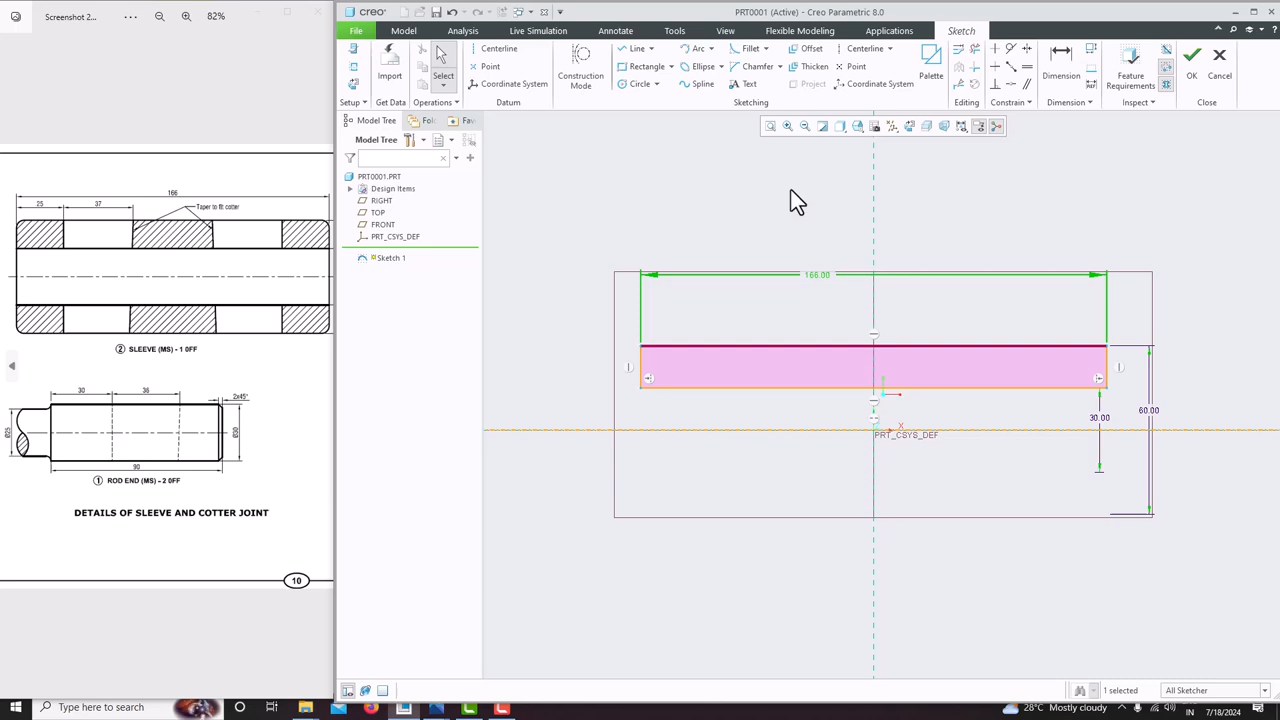 Screenshot 2...
82%
PRT0001 (Active) - Creo Parametric 8.0
File
Model
Analysis
Live Simulation
Annotate
Tools
View
Flexible Modeling
Applications
Sketch
Import
Select
Centerline
Point
Coordinate System
Construction
Mode
Line
Rectangle
Circle
Arc
Ellipse
Spline
Fillet
Chamfer
Text
Offset
Thicken
Project
Centerline
Point
Coordinate System
Palette
Dimension
Feature
Requirements
OK
Cancel
Setup
Get Data
Operations
Datum
Sketching
Editing
Constrain
Dimension
Inspect
Close
Model Tree
Fol
Fav
Model Tree
PRT0001.PRT
Design Items
RIGHT
TOP
FRONT
PRT_CSYS_DEF
Sketch 1
166
25
37
Taper to fit cotter
2 SLEEVE (MS) - 1 OFF
30
36
2x45°
Ø30
90
1 ROD END (MS) - 2 OFF
DETAILS OF SLEEVE AND COTTER JOINT
10
166.00
30.00
60.00
X
PRT_CSYS_DEF
1 selected
All Sketcher
Type here to search
28°C Mostly cloudy
IN
7/18/2024